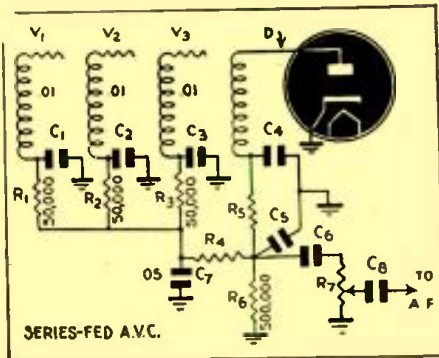 V1 V2 V3 D
01 01 01
C1 C2 C3 C4
R1 50,000 R2 50,000 R3 50,000 R5 C5
R4 C6
05 C7 R6 500,000 R7 C8 TO
A F
SERIES-FED A.V.C.